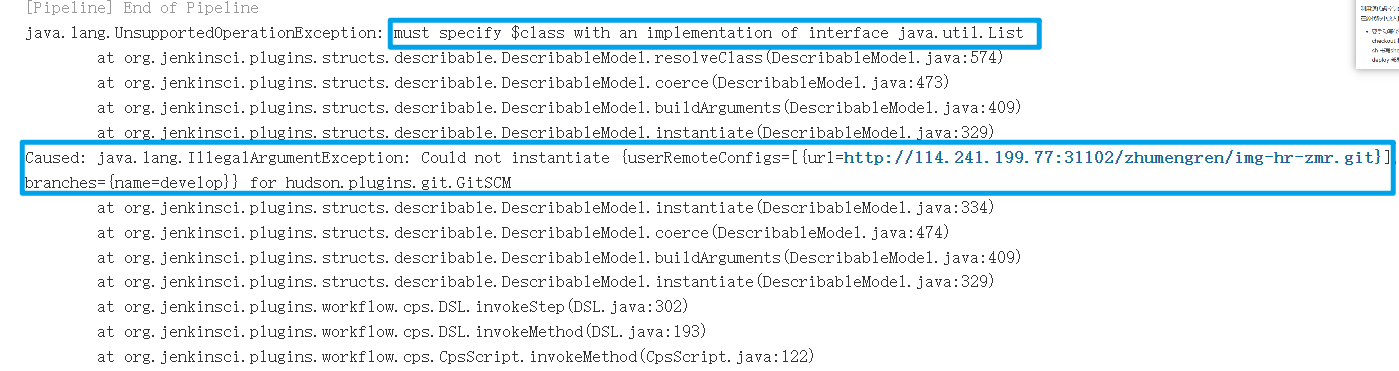 [Pipeline] End of Pipeline
java.lang.UnsupportedOperationException: must specify $class with an implementation of interface java.util.List
at org.jenkinsci.plugins.structs.describable.DescribableModel.resolveClass(DescribableModel.java:574)
at org.jenkinsci.plugins.structs.describable.DescribableModel.coerce(DescribableModel.java:473)
at org.jenkinsci.plugins.structs.describable.DescribableModel.buildArguments(DescribableModel.java:409)
at org.jenkinsci.plugins.structs.describable.DescribableModel.instantiate(DescribableModel.java:329)
Caused: java.lang.IllegalArgumentException: Could not instantiate {userRemoteConfigs=[{url=http://114.241.199.77:31102/zhumengren/img-hr-zmr.git}],
branches={name=develop}} for hudson.plugins.git.GitSCM
at org.jenkinsci.plugins.structs.describable.DescribableModel.instantiate(DescribableModel.java:334)
at org.jenkinsci.plugins.structs.describable.DescribableModel.coerce(DescribableModel.java:474)
at org.jenkinsci.plugins.structs.describable.DescribableModel.buildArguments(DescribableModel.java:409)
at org.jenkinsci.plugins.structs.describable.DescribableModel.instantiate(DescribableModel.java:329)
at org.jenkinsci.plugins.workflow.cps.DSL.invokeStep(DSL.java:302)
at org.jenkinsci.plugins.workflow.cps.DSL.invokeMethod(DSL.java:193)
at org.jenkinsci.plugins.workflow.cps.CpsScript.invokeMethod(CpsScript.java:122)
checkout
deploy